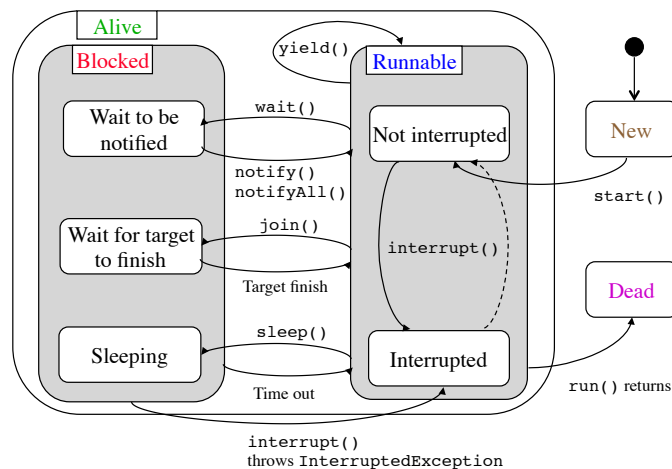 Alive
yield()
Blocked
Runnable
wait()
Wait to be
notified
Not interrupted
New
notify()
notifyAll()
start()
join()
Wait for target
to finish
interrupt()
Target finish
Dead
sleep()
Sleeping
Interrupted
Time out
run() returns
interrupt()
throws InterruptedException